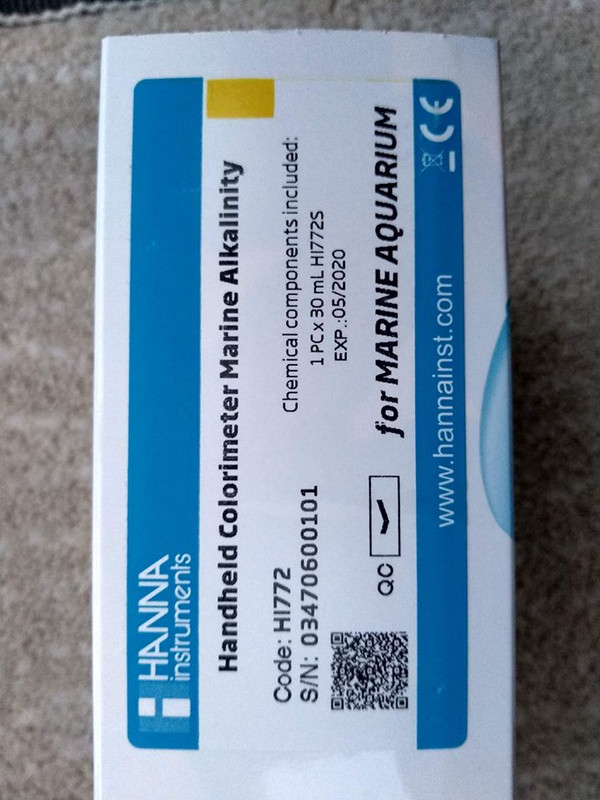 HANNA
instruments
Handheld Colorimeter Marine Alkalinity
Code: HI772
S/N: 03470600101
Chemical components included:
1 PC x 30 mL HI772S
EXP.:05/2020
QC
for MARINE AQUARIUM
www.hannainst.com
CE